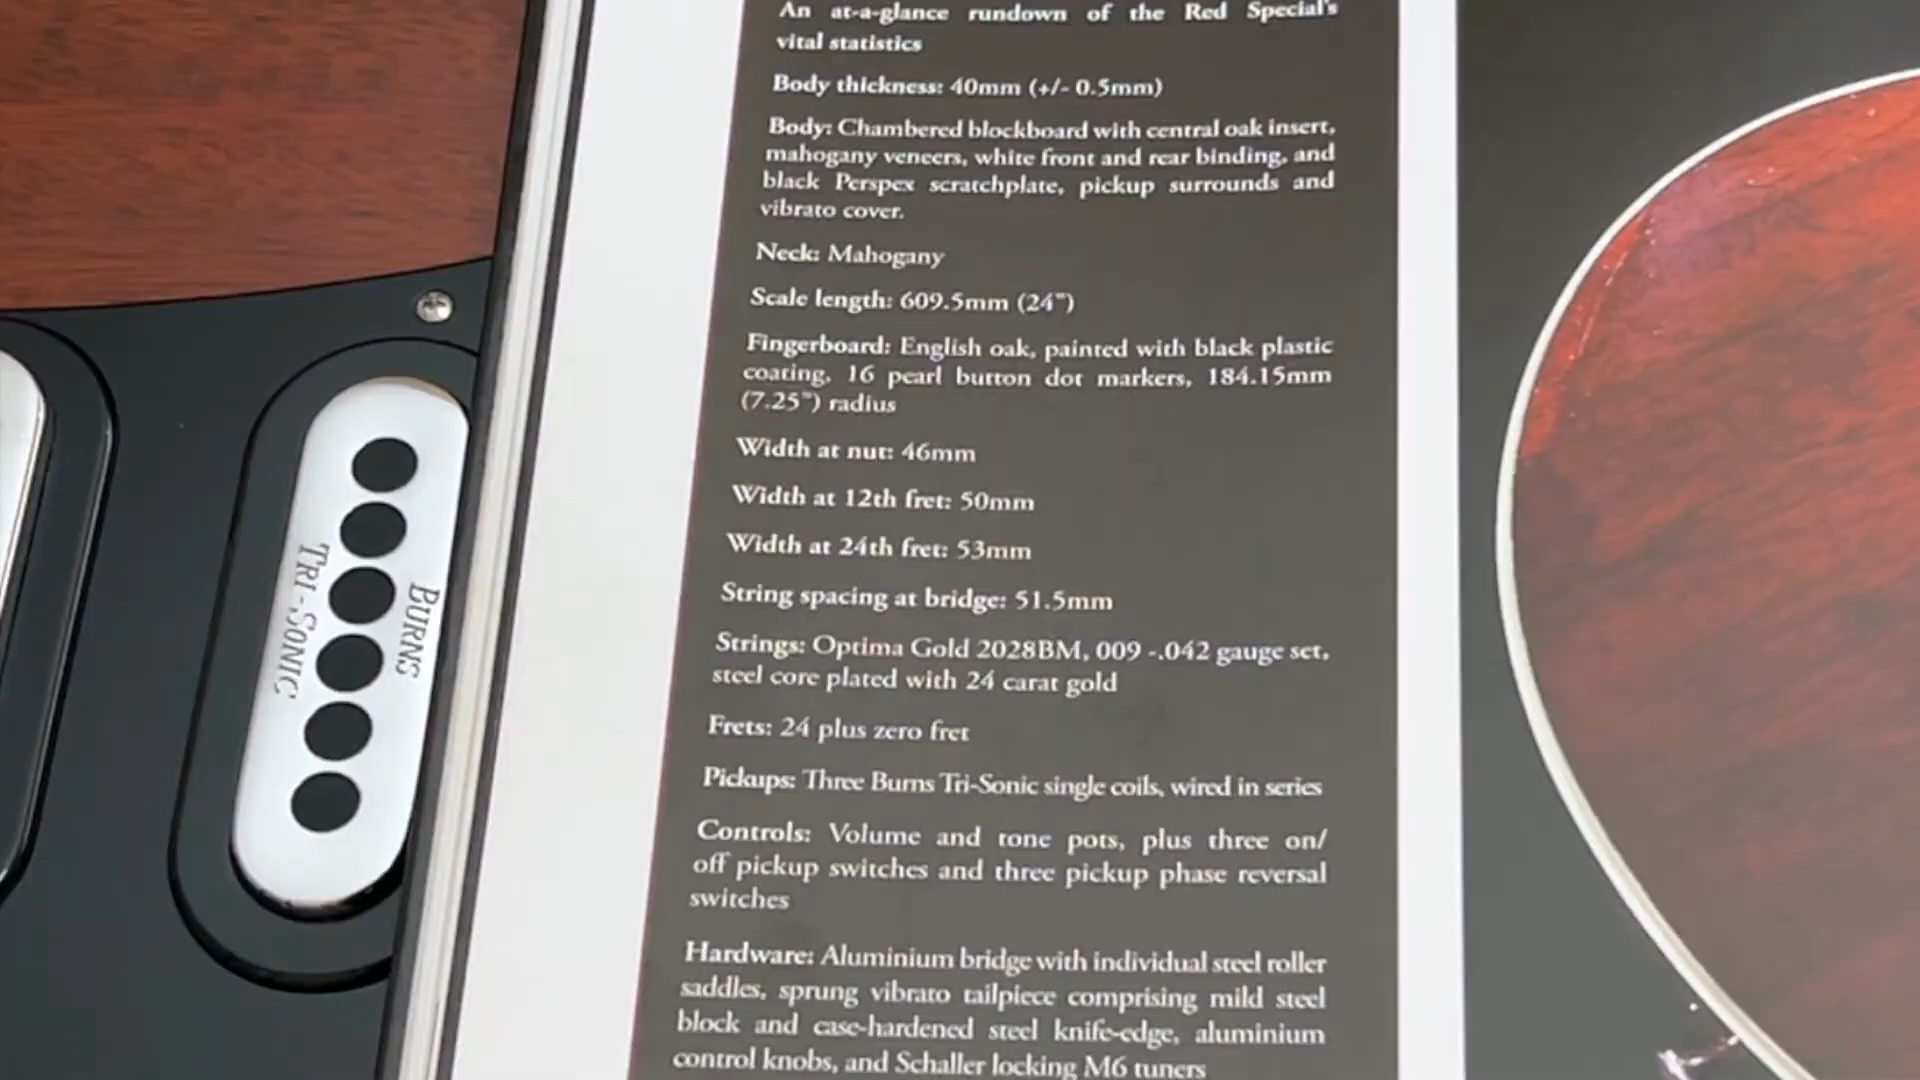 An at-a-glance rundown of the Red Special's
vital statistics
Body thickness: 40mm (+/- 0.5mm)
Body: Chambered blockboard with central oak insert,
mahogany veneers, white front and rear binding, and
black Perspex scratchplate, pickup surrounds and
vibrato cover.
Neck: Mahogany
Scale length: 609.5mm (24")
Fingerboard: English oak, painted with black plastic
coating, 16 pearl button dot markers, 184.15mm
(7.25") radius
Width at nut: 46mm
Width at 12th fret: 50mm
Width at 24th fret: 53mm
String spacing at bridge: 51.5mm
Strings: Optima Gold 2028BM, 009 -.042 gauge set,
steel core plated with 24 carat gold
Frets: 24 plus zero fret
Pickups: Three Burns Tri-Sonic single coils, wired in series
Controls: Volume and tone pots, plus three on/
off pickup switches and three pickup phase reversal
switches
Hardware: Aluminium bridge with individual steel roller
saddles, sprung vibrato tailpiece comprising mild steel
block and case-hardened steel knife-edge, aluminium
control knobs, and Schaller locking M6 tuners
BURNS
TRI-SONIC